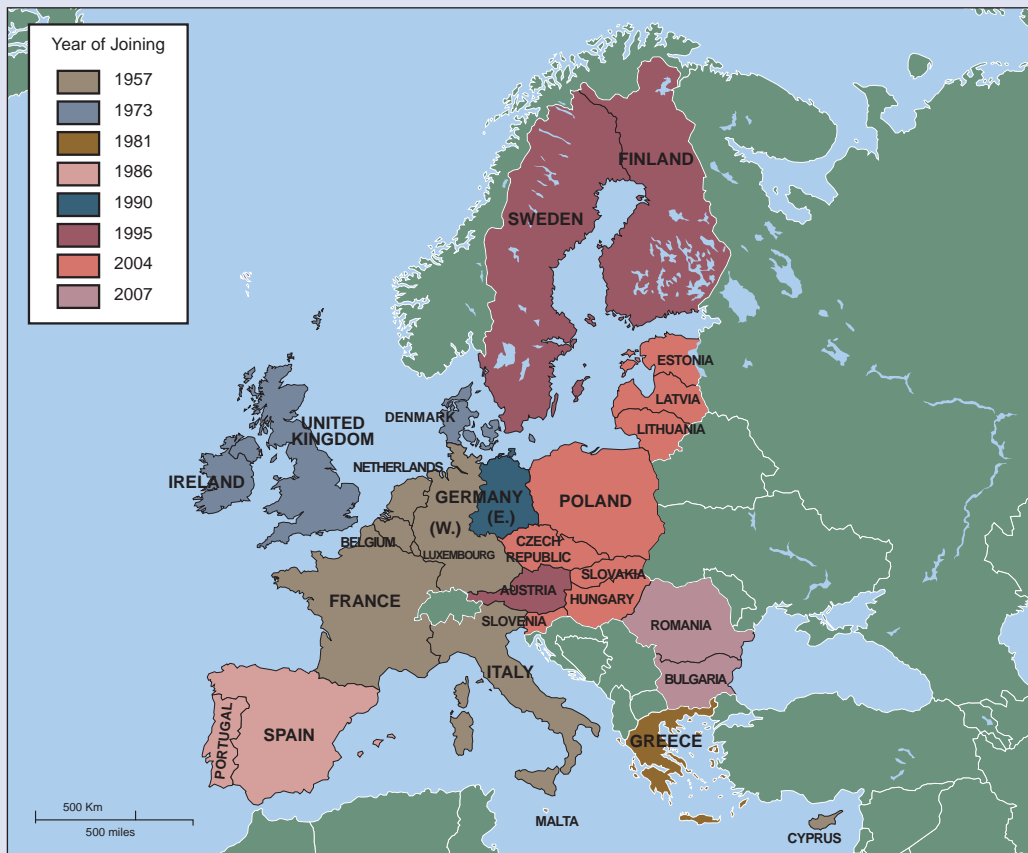 Year of Joining
1957
1973
1981
1986
1990
1995
2004
2007
FINLAND
SWEDEN
ESTONIA
LATVIA
LITHUANIA
DENMARK
UNITED
KINGDOM
IRELAND
NETHERLANDS
GERMANY
(E.)
(W.)
POLAND
BELGIUM
LUXEMBOURG
CZECH
REPUBLIC
SLOVAKIA
AUSTRIA
HUNGARY
FRANCE
SLOVENIA
ROMANIA
ITALY
BULGARIA
PORTUGAL
SPAIN
GREECE
500 Km
500 miles
MALTA
CYPRUS